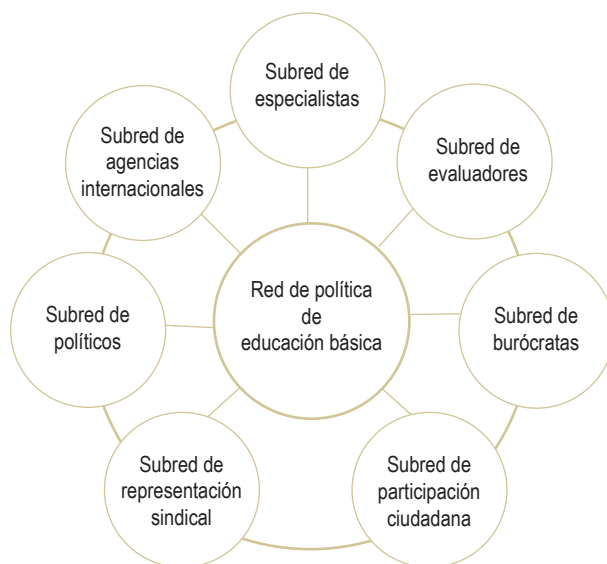 Subred de
especialistas
Subred de
agencias
internacionales
Subred de
evaluadores
Red de política
de
educación básica
Subred de
políticos
Subred de
burócratas
Subred de
representación
sindical
Subred de
participación
ciudadana